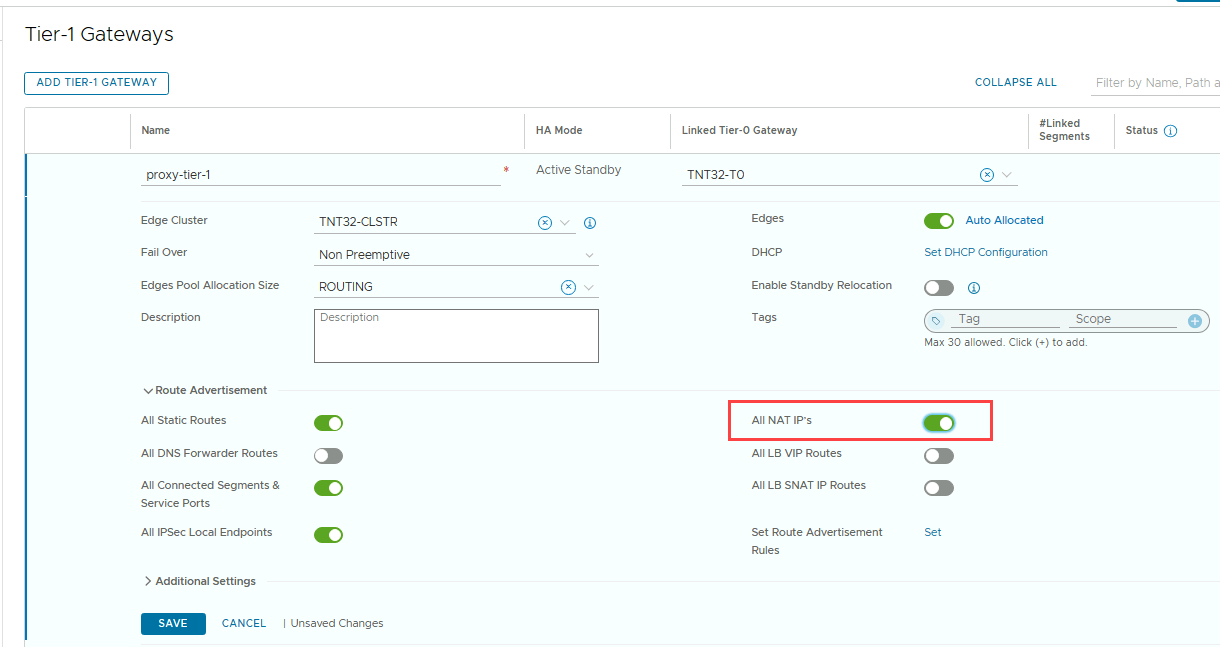 Tier-1 Gateways
ADD TIER-1 GATEWAY
COLLAPSE ALL
Filter by Name, Path a
Name
HA Mode
Linked Tier-0 Gateway
#Linked
Segments
Status
proxy-tier-1 *
Active Standby
TNT32-T0
Edge Cluster
TNT32-CLSTR
Edges
Auto Allocated
Fail Over
Non Preemptive
DHCP
Set DHCP Configuration
Edges Pool Allocation Size
ROUTING
Enable Standby Relocation
Description
Description
Tags
Tag
Scope
Max 30 allowed. Click (+) to add.
Route Advertisement
All Static Routes
All NAT IP's
All DNS Forwarder Routes
All LB VIP Routes
All Connected Segments &
Service Ports
All LB SNAT IP Routes
All IPSec Local Endpoints
Set Route Advertisement
Rules
Set
Additional Settings
SAVE
CANCEL
| Unsaved Changes